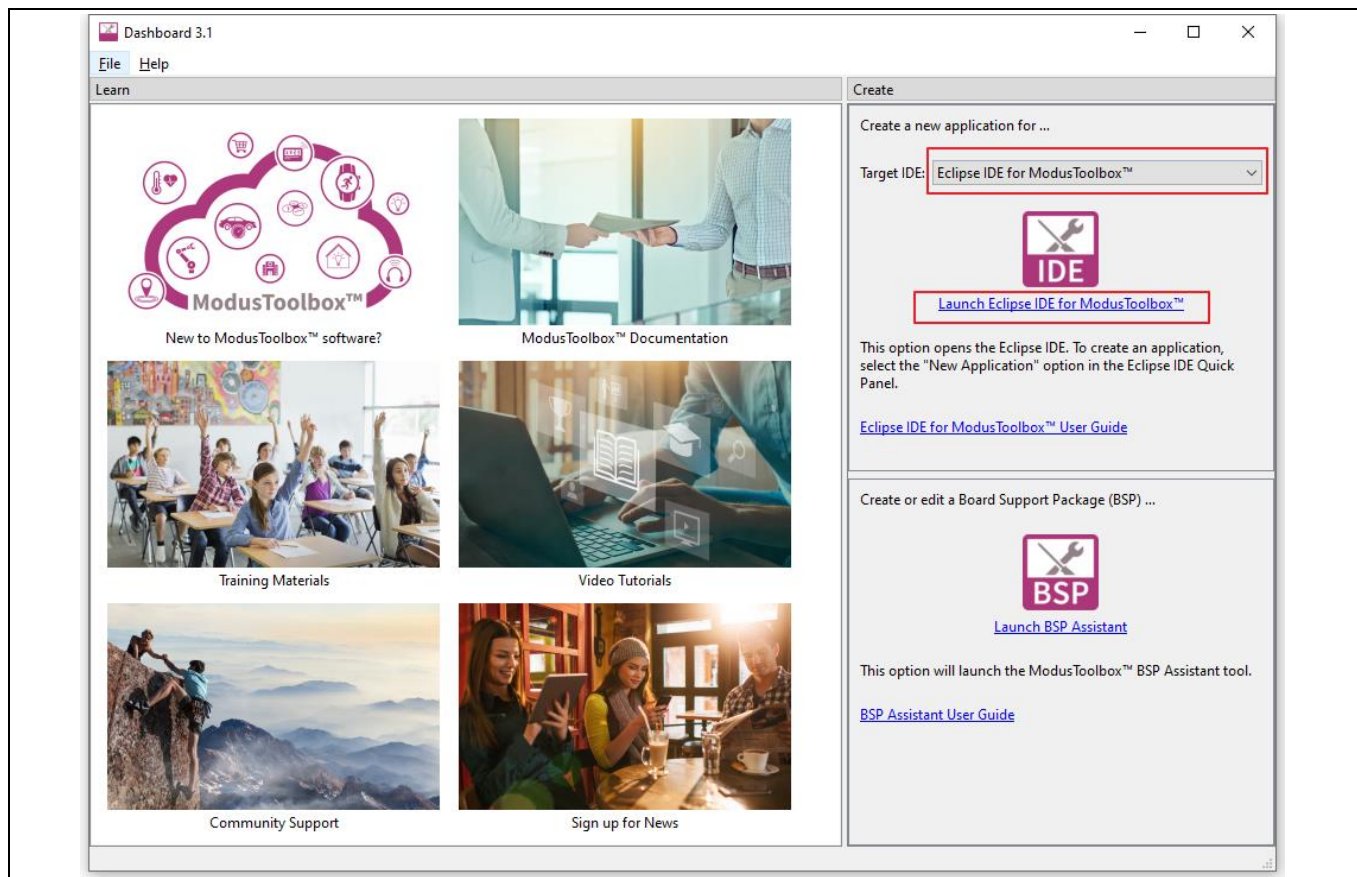 Dashboard 3.1
File Help
Learn
ModusToolbox™
New to ModusToolbox™ software?
ModusToolbox™ Documentation
Training Materials
Video Tutorials
Community Support
Sign up for News
Create
Create a new application for ...
Target IDE: Eclipse IDE for ModusToolbox™
IDE
Launch Eclipse IDE for ModusToolbox™
This option opens the Eclipse IDE. To create an application,
select the "New Application" option in the Eclipse IDE Quick
Panel.
Eclipse IDE for ModusToolbox™ User Guide
Create or edit a Board Support Package (BSP) ...
BSP
Launch BSP Assistant
This option will launch the ModusToolbox™ BSP Assistant tool.
BSP Assistant User Guide